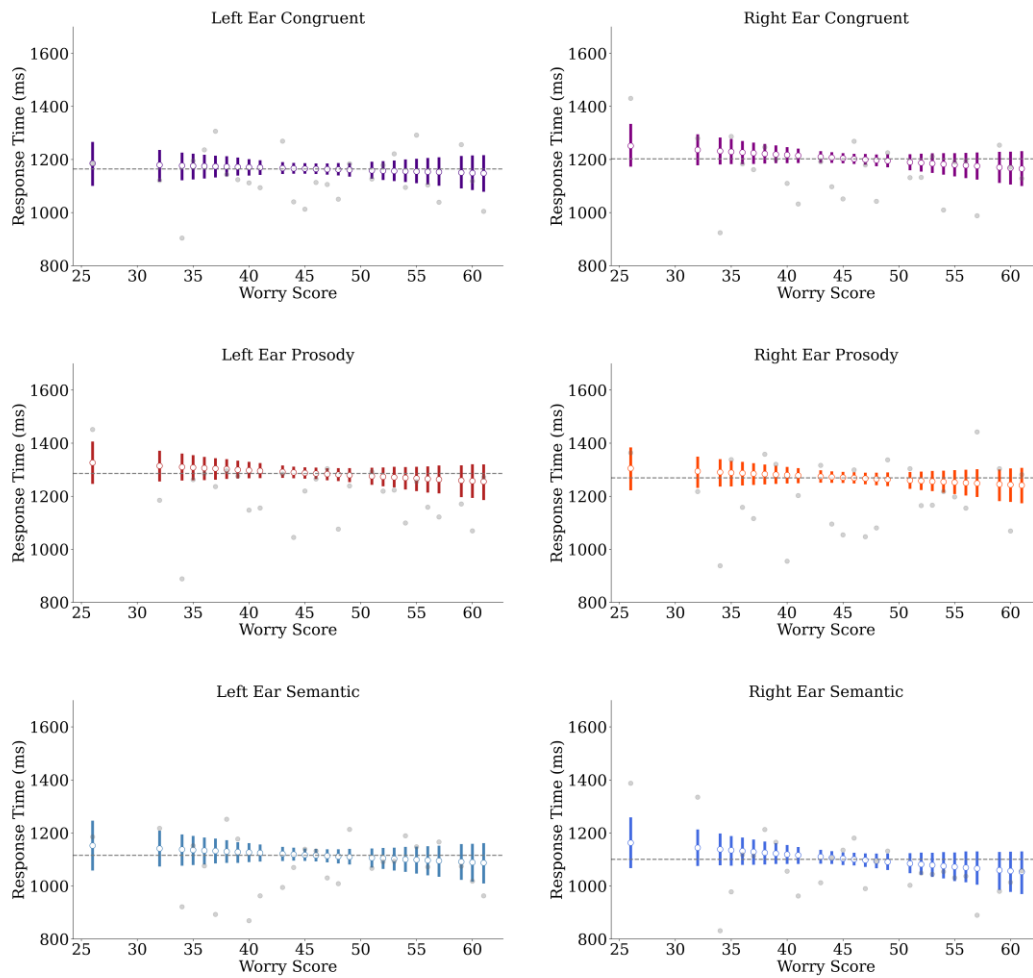 Left Ear Congruent
Response Time (ms)
1600
1400
1200
1000
800
25 30 35 40 45 50 55 60
Worry Score
Right Ear Congruent
Response Time (ms)
1600
1400
1200
1000
800
25 30 35 40 45 50 55 60
Worry Score
Left Ear Prosody
Response Time (ms)
1600
1400
1200
1000
800
25 30 35 40 45 50 55 60
Worry Score
Right Ear Prosody
Response Time (ms)
1600
1400
1200
1000
800
25 30 35 40 45 50 55 60
Worry Score
Left Ear Semantic
Response Time (ms)
1600
1400
1200
1000
800
25 30 35 40 45 50 55 60
Worry Score
Right Ear Semantic
Response Time (ms)
1600
1400
1200
1000
800
25 30 35 40 45 50 55 60
Worry Score